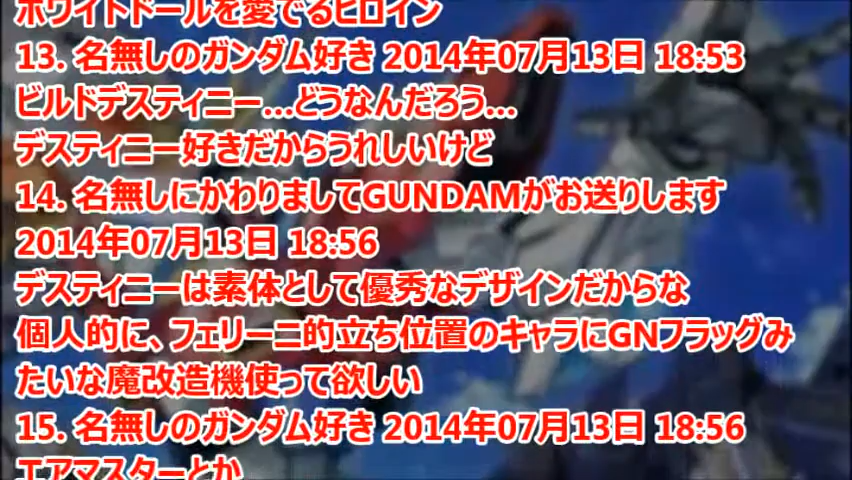 ホワイトドールを愛でるヒロイン
13. 名無しのガンダム好き 2014年07月13日 18:53
ビルドデスティニー…どうなんだろう…
デスティニー好きだからうれしいけど
14. 名無しにかわりましてGUNDAMがお送りします
2014年07月13日 18:56
デスティニーは素体として優秀なデザインだからな
個人的に、フェリーニ的立ち位置のキャラにGNフラッグみ
たいな魔改造機使って欲しい
15. 名無しのガンダム好き 2014年07月13日 18:56
エアマスターとか